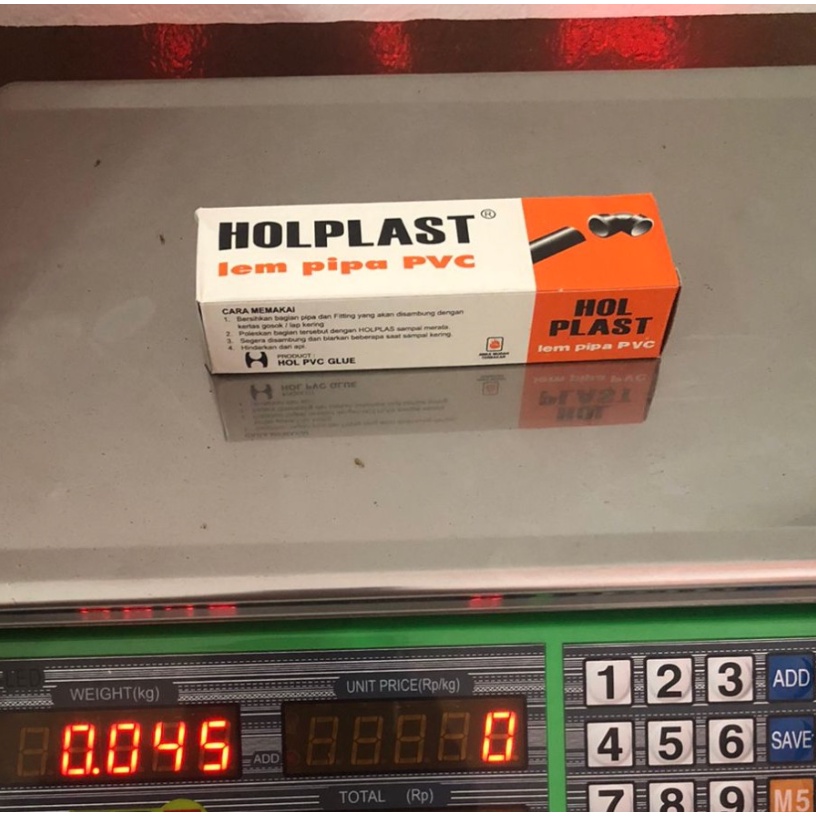 HOLPLAST®
lem pipa PVC
CARA MEMAKAI
1. Bersihkan bagian pipa dan Fitting yang akan disambung dengan
kertas gosok / lap kering
2. Poleskan bagian tersebut dengan HOLPLAS sampai merata.
3. Segera disambung dan biarkan beberapa saat sampai kering.
4. Hindarkan dari api.
PRODUCT :
HOL PVC GLUE
HOL
PLAST
lem pipa PVC
WEIGHT(kg)
UNIT PRICE(Rp/kg)
0.045
ADD
0
TOTAL (Rp)
1 2 3 ADD
4 5 6 SAVE
7 8 9 M5